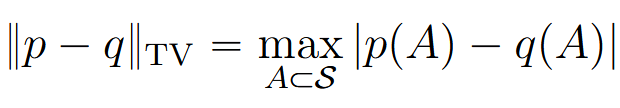 ‖p − q‖_TV = max_{A⊂𝒮} |p(A) − q(A)|